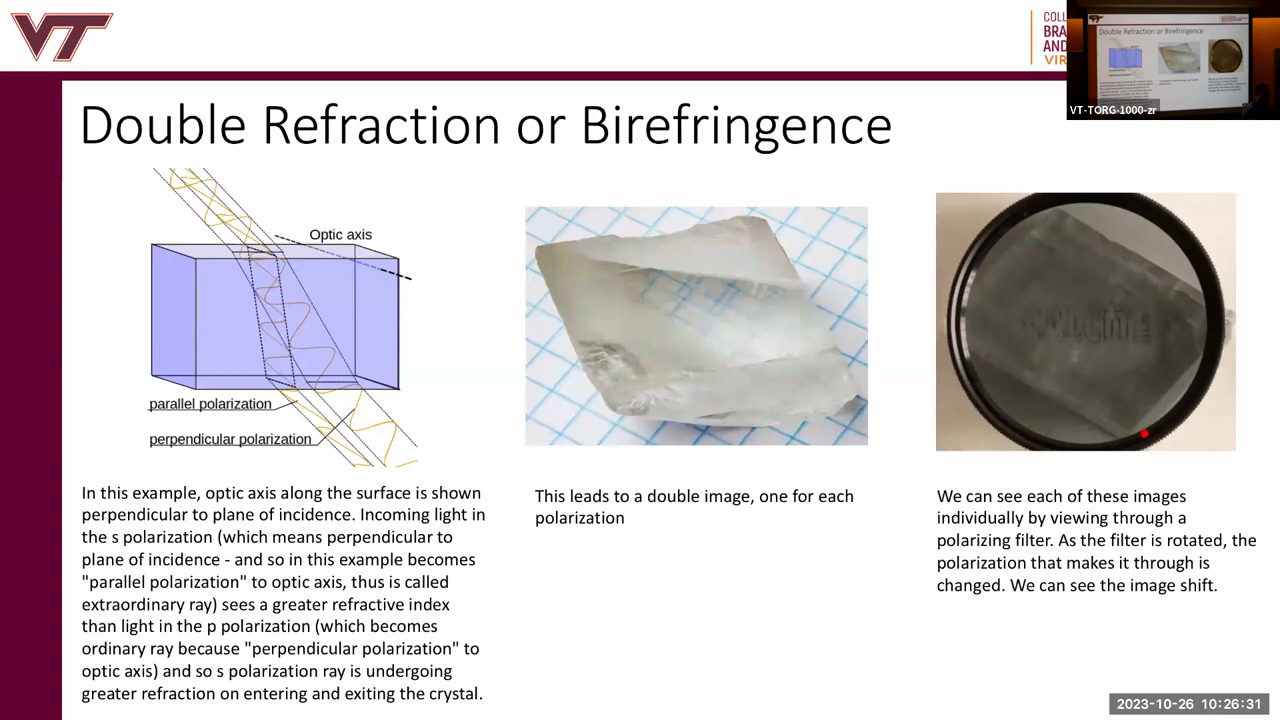 VT
COLL
BRA
AND
VIR
Double Refraction or Birefringence
VT-TORG-1000-zr
Double Refraction or Birefringence
Optic axis
parallel polarization
perpendicular polarization
In this example, optic axis along the surface is shown
perpendicular to plane of incidence. Incoming light in
the s polarization (which means perpendicular to
plane of incidence - and so in this example becomes
"parallel polarization" to optic axis, thus is called
extraordinary ray) sees a greater refractive index
than light in the p polarization (which becomes
ordinary ray because "perpendicular polarization" to
optic axis) and so s polarization ray is undergoing
greater refraction on entering and exiting the crystal.
This leads to a double image, one for each
polarization
We can see each of these images
individually by viewing through a
polarizing filter. As the filter is rotated, the
polarization that makes it through is
changed. We can see the image shift.
2023-10-26 10:26:31